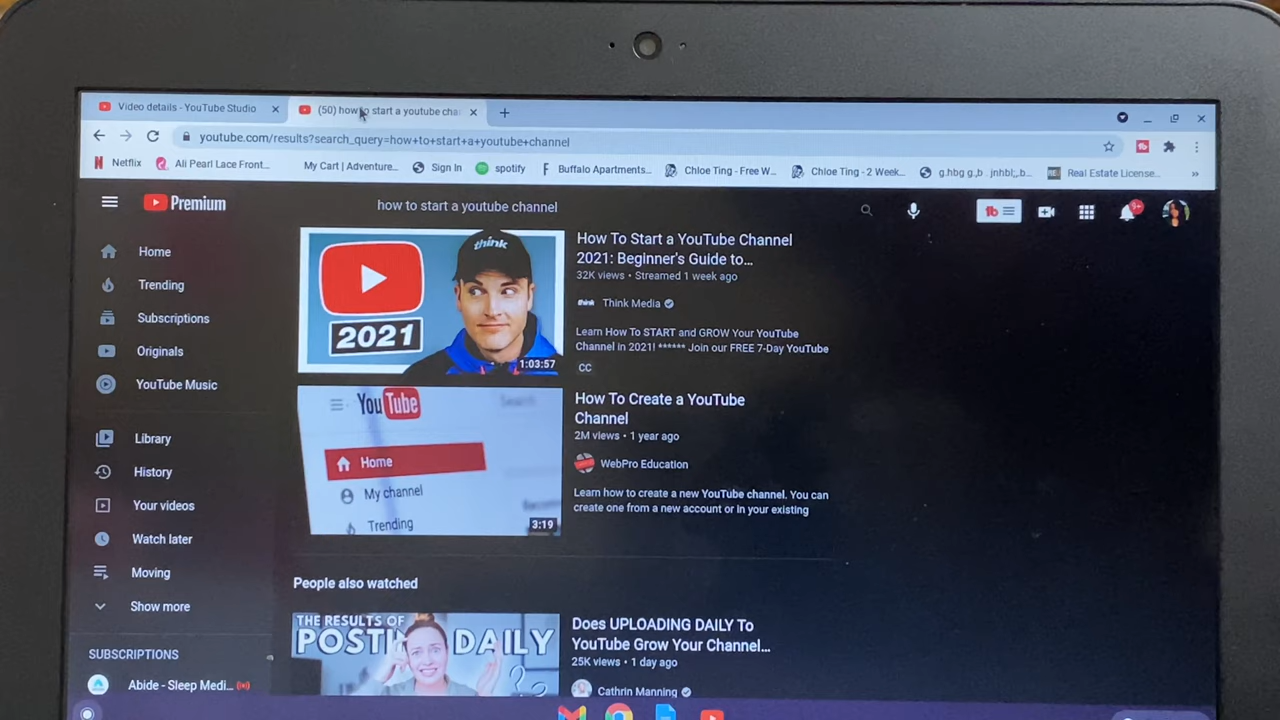 Video details - YouTube Studio
(50) how to start a youtube cha
youtube.com/results?search_query=how+to+start+a+youtube+channel
Netflix
Ali Pearl Lace Front...
My Cart | Adventure...
Sign In
spotify
Buffalo Apartments...
Chloe Ting - Free W...
Chloe Ting - 2 Week...
g.hbg g,b jnhbl;,,b...
Real Estate License...
Premium
how to start a youtube channel
9+
Home
Trending
Subscriptions
Originals
YouTube Music
Library
History
Your videos
Watch later
Moving
Show more
SUBSCRIPTIONS
Abide - Sleep Medi...
think
2021
1:03:57
How To Start a YouTube Channel
2021: Beginner's Guide to...
32K views • Streamed 1 week ago
think Think Media
Learn How To START and GROW Your YouTube
Channel in 2021! ****** Join our FREE 7-Day YouTube
CC
YouTube
Search
Home
My channel
Trending
3:19
How To Create a YouTube
Channel
2M views • 1 year ago
WebPro Education
Learn how to create a new YouTube channel. You can
create one from a new account or in your existing
People also watched
THE RESULTS OF
DAILY
Does UPLOADING DAILY To
YouTube Grow Your Channel...
25K views • 1 day ago
Cathrin Manning